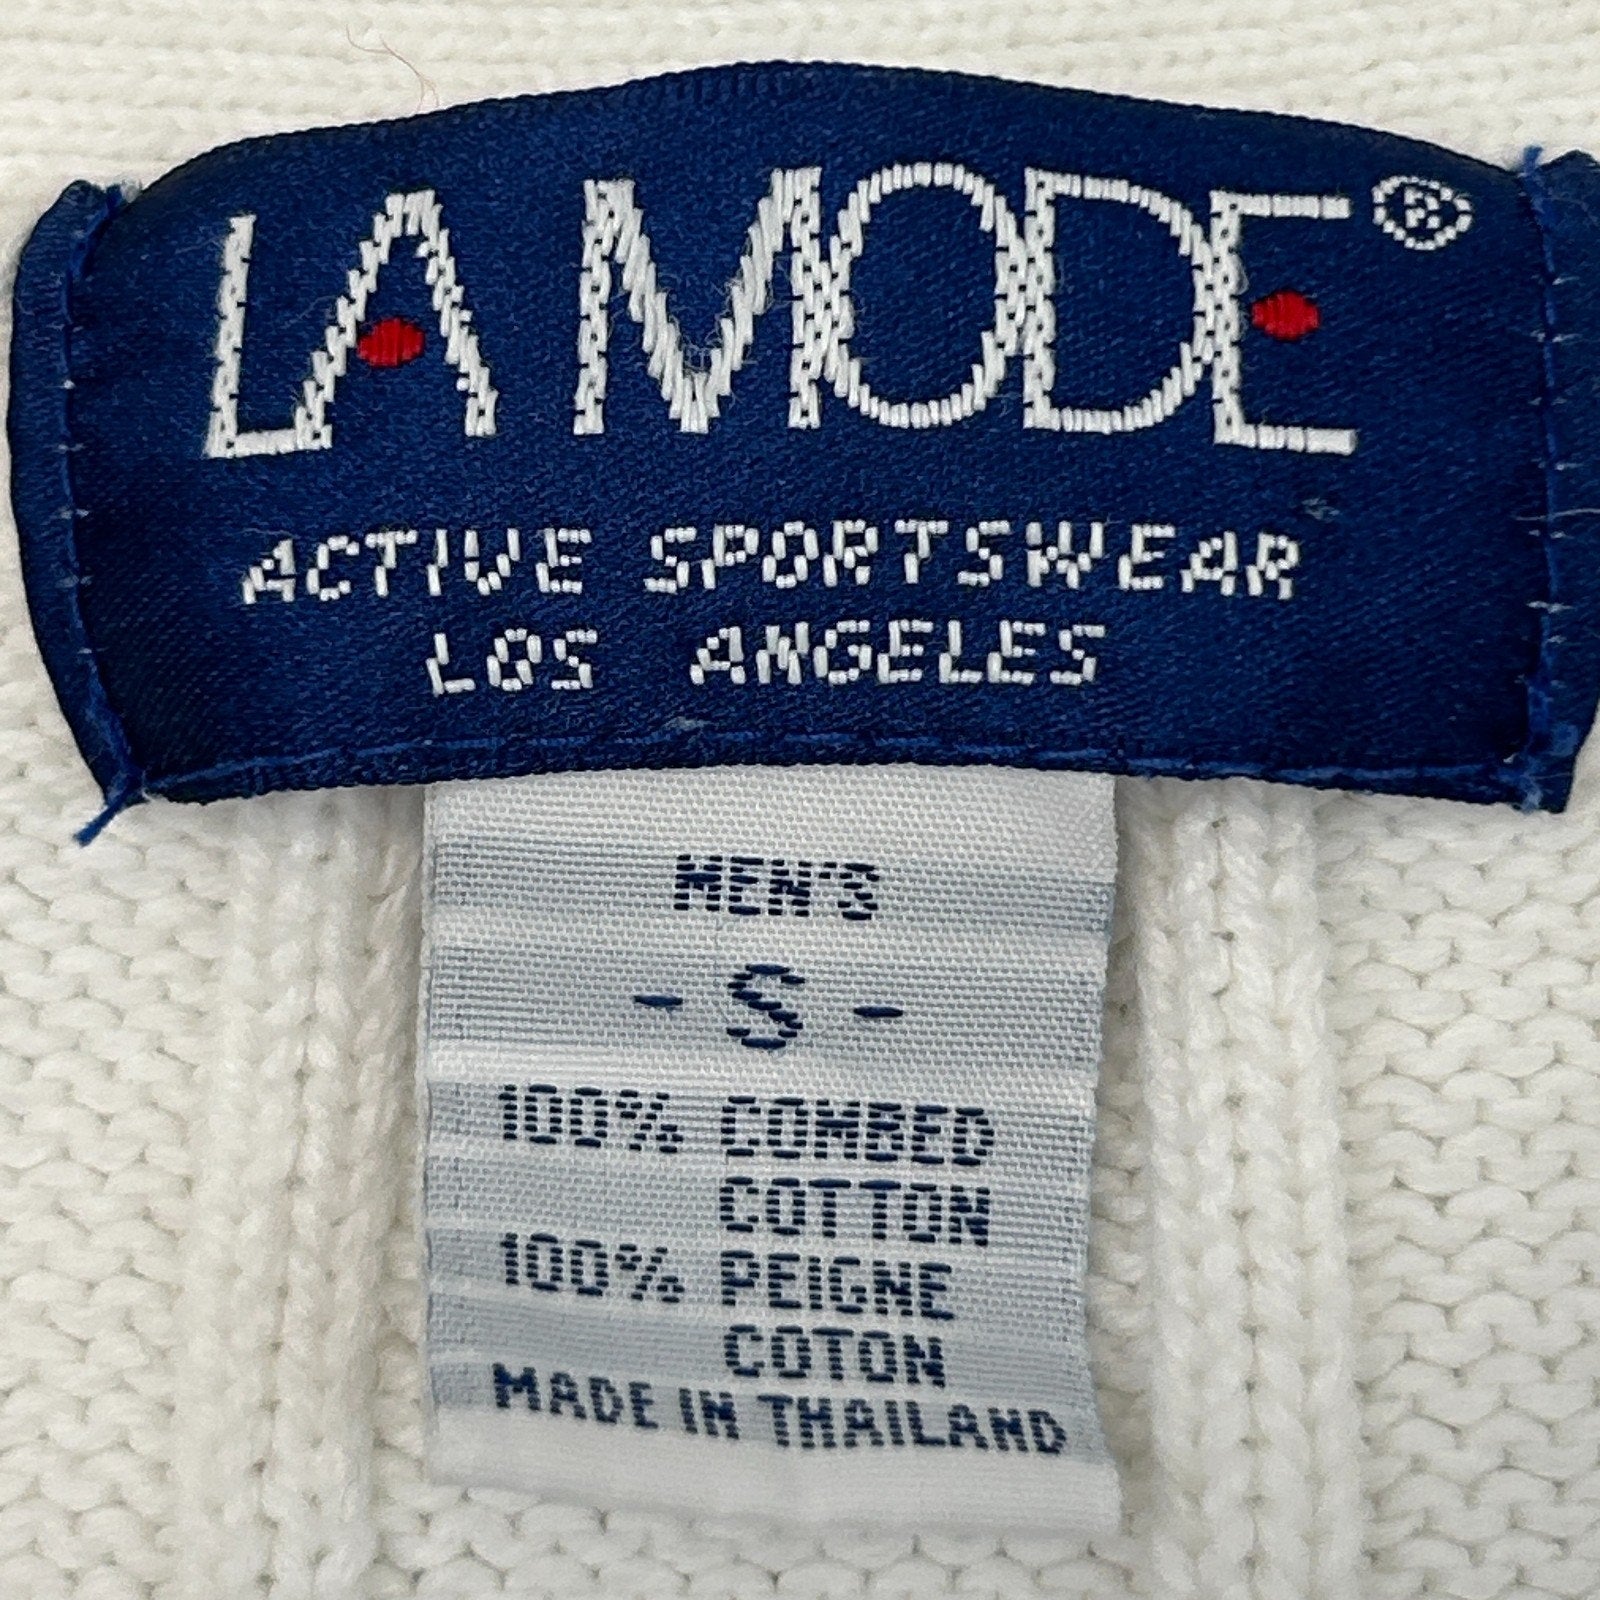 LA MODE®
ACTIVE SPORTSWEAR
LOS ANGELES
MEN'S
- S -
100% COMBED
COTTON
100% PEIGNE
COTON
MADE IN THAILAND